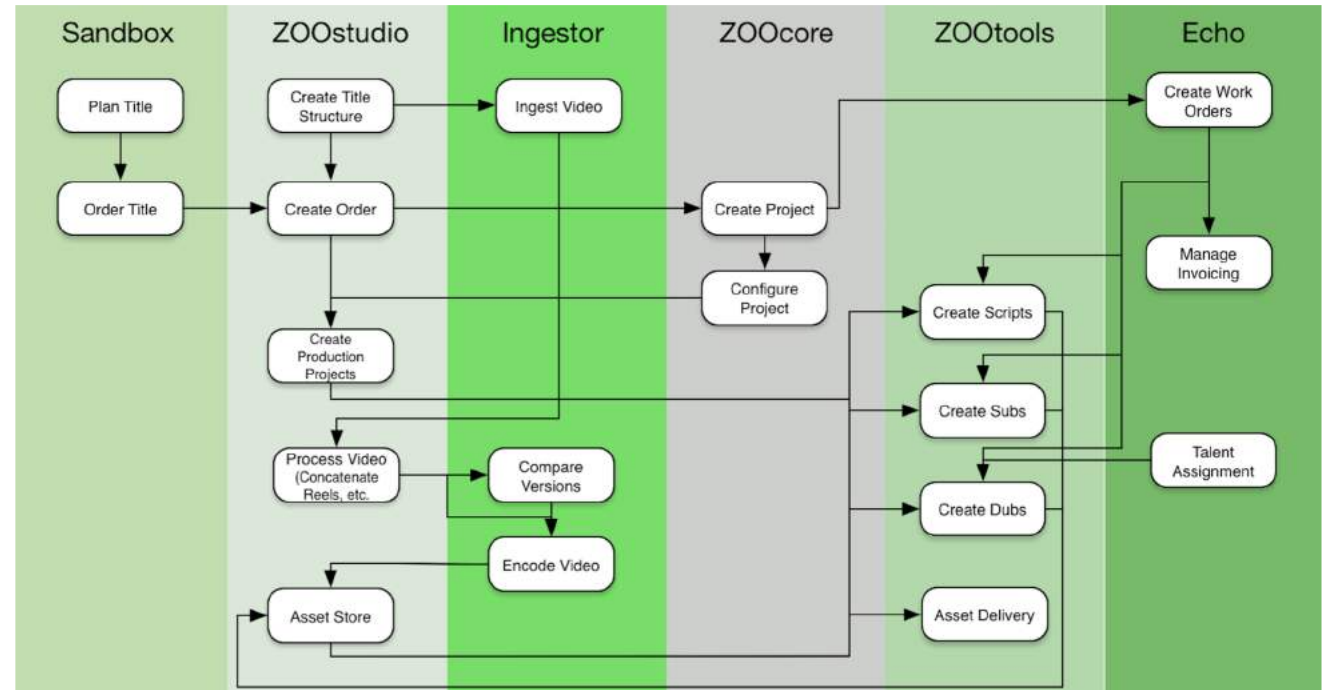 Sandbox
ZOOstudio
Ingestor
ZOOcore
ZOOtools
Echo
Plan Title
Create Title
Structure
Ingest Video
Create Work
Orders
Order Title
Create Order
Create Project
Manage
Invoicing
Configure
Project
Create Scripts
Create
Production
Projects
Create Subs
Process Video
(Concatenate
Reels, etc.
Compare
Versions
Talent
Assignment
Create Dubs
Encode Video
Asset Store
Asset Delivery